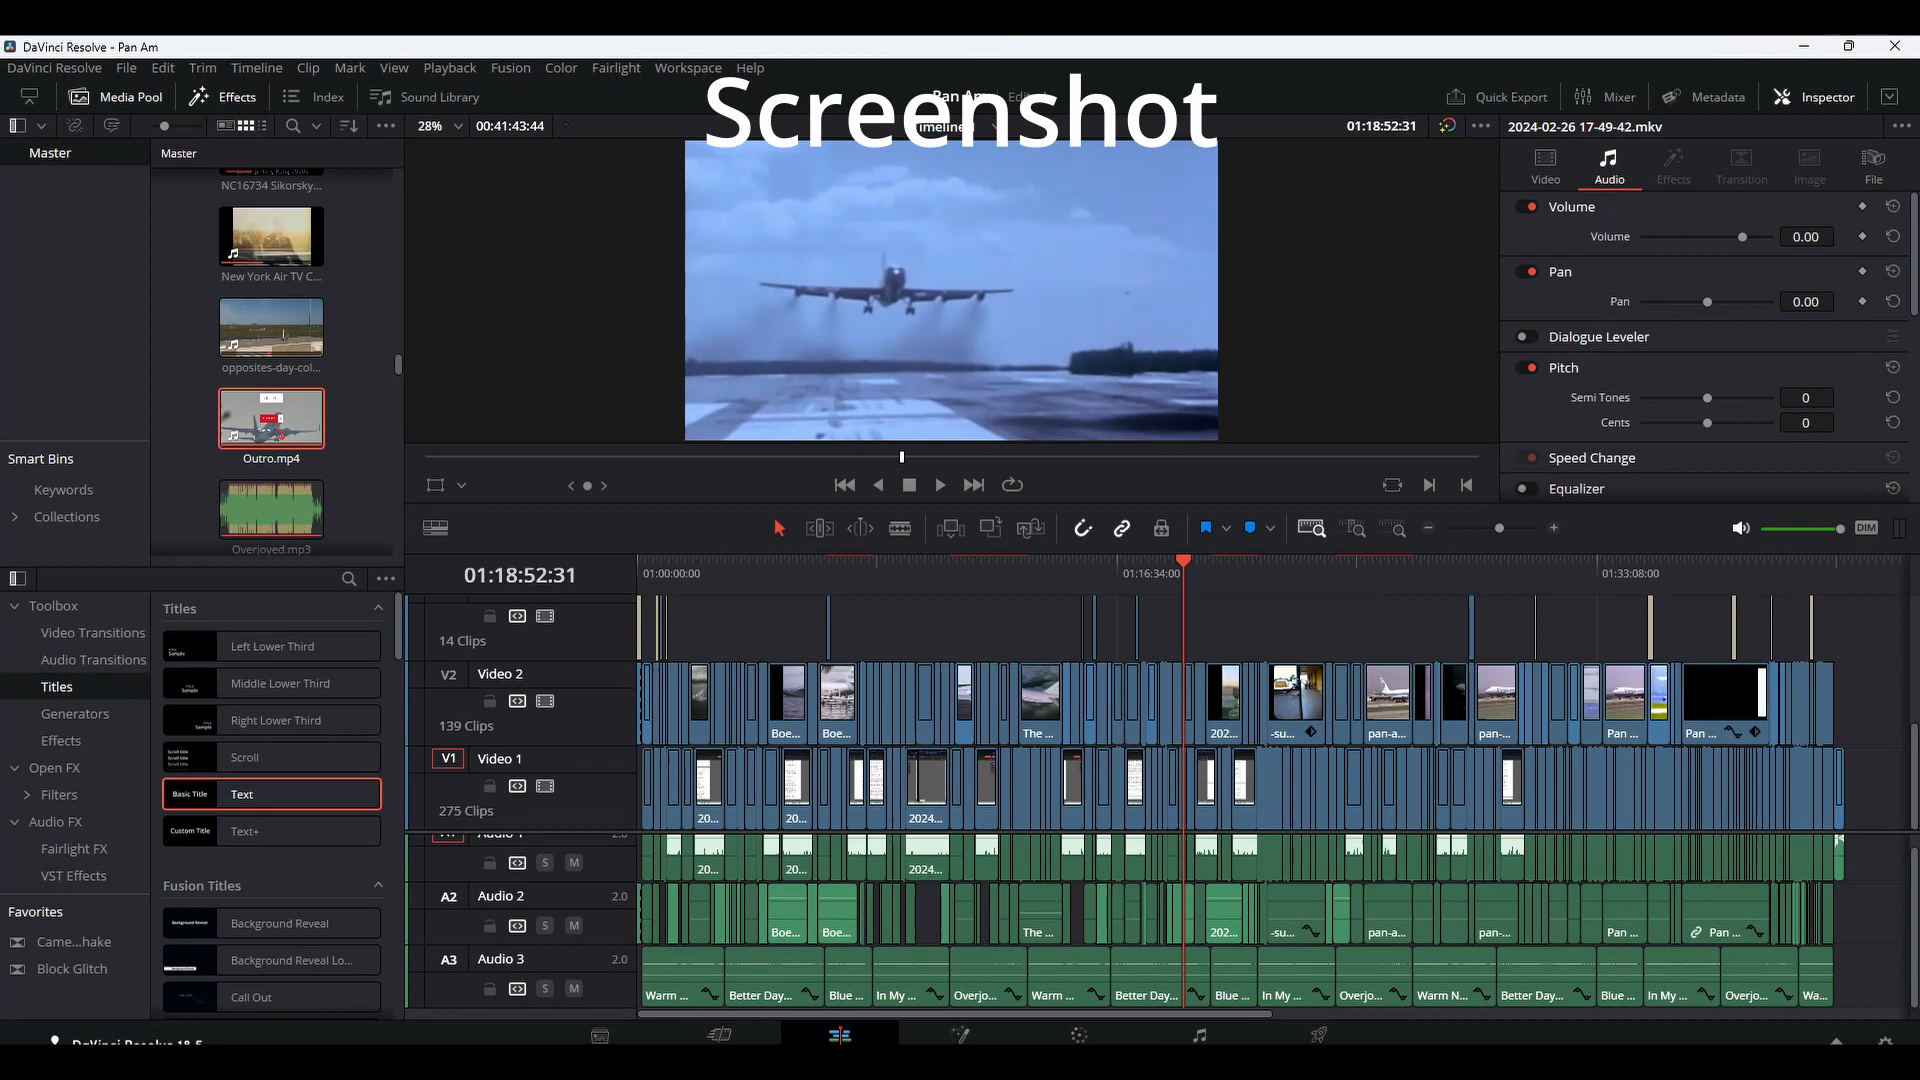 DaVinci Resolve - Pan Am
DaVinci Resolve File Edit Trim Timeline Clip Mark View Playback Fusion Color Fairlight Workspace Help
Screenshot
Media Pool Effects Index Sound Library Pan Am Quick Export Mixer Metadata Inspector
28% 00:41:43:44 01:18:52:31 2024-02-26 17-49-42.mkv
Master Master
NC16734 Sikorsky...
New York Air TV C...
opposites-day-col...
Outro.mp4
Overjoyed.mp3
Smart Bins
Keywords
Collections
Video Audio Effects Transition Image File
Volume
Volume 0.00
Pan
Pan 0.00
Dialogue Leveler
Pitch
Semi Tones 0
Cents 0
Speed Change
Equalizer
DIM
Toolbox
Video Transitions
Audio Transitions
Titles
Generators
Effects
Open FX
Filters
Audio FX
Fairlight FX
VST Effects
Favorites
Came...hake
Block Glitch
Titles
Left Lower Third
Middle Lower Third
Right Lower Third
Scroll
Basic Title Text
Custom Title Text+
Fusion Titles
Background Reveal Background Reveal
Background Reveal Lo...
Call Out
01:18:52:31 01:00:00:00 01:16:34:00 01:33:08:00
14 Clips
V2 Video 2
139 Clips Boe... Boe... The ... 202... -su... pan-a... pan-... Pan ... Pan ...
V1 Video 1
275 Clips 20... 20... 2024...
S M 20... 20... 2024...
A2 Audio 2 2.0
S M Boe... Boe... The ... 202... -su... pan-a... pan-... Pan ... Pan ...
A3 Audio 3 2.0
S M Warm ... Better Day... Blue ... In My ... Overjo... Warm ... Better Day... Blue ... In My ... Overjo... Warm N... Better Day... Blue ... In My ... Overjo... Wa...